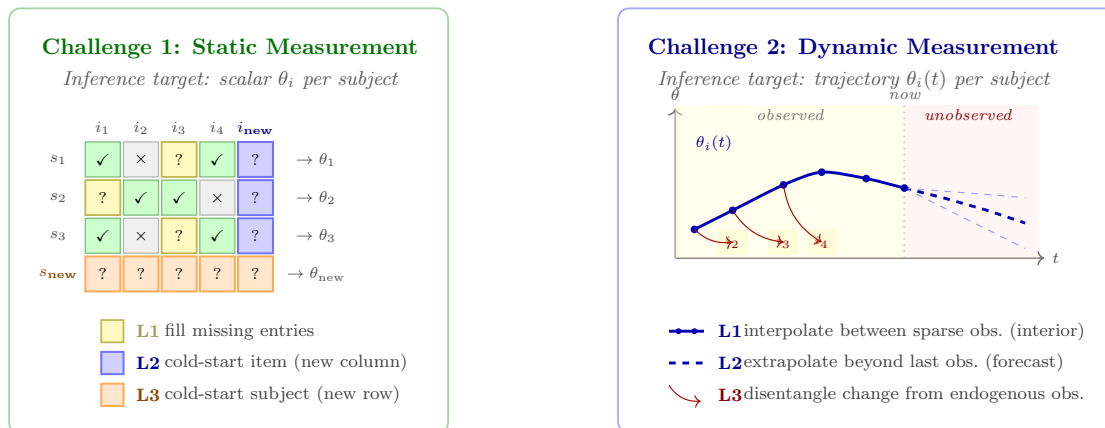 Challenge 1: Static Measurement
Inference target: scalar θi per subject
i1 i2 i3 i4 inew
s1 ✓ × ? ✓ ? → θ1
s2 ? ✓ ✓ × ? → θ2
s3 ✓ × ? ✓ ? → θ3
snew ? ? ? ? ? → θnew
L1 fill missing entries
L2 cold-start item (new column)
L3 cold-start subject (new row)
Challenge 2: Dynamic Measurement
Inference target: trajectory θi(t) per subject
θ
now
observed
unobserved
θi(t)
2 3 4
t
L1 interpolate between sparse obs. (interior)
L2 extrapolate beyond last obs. (forecast)
L3 disentangle change from endogenous obs.